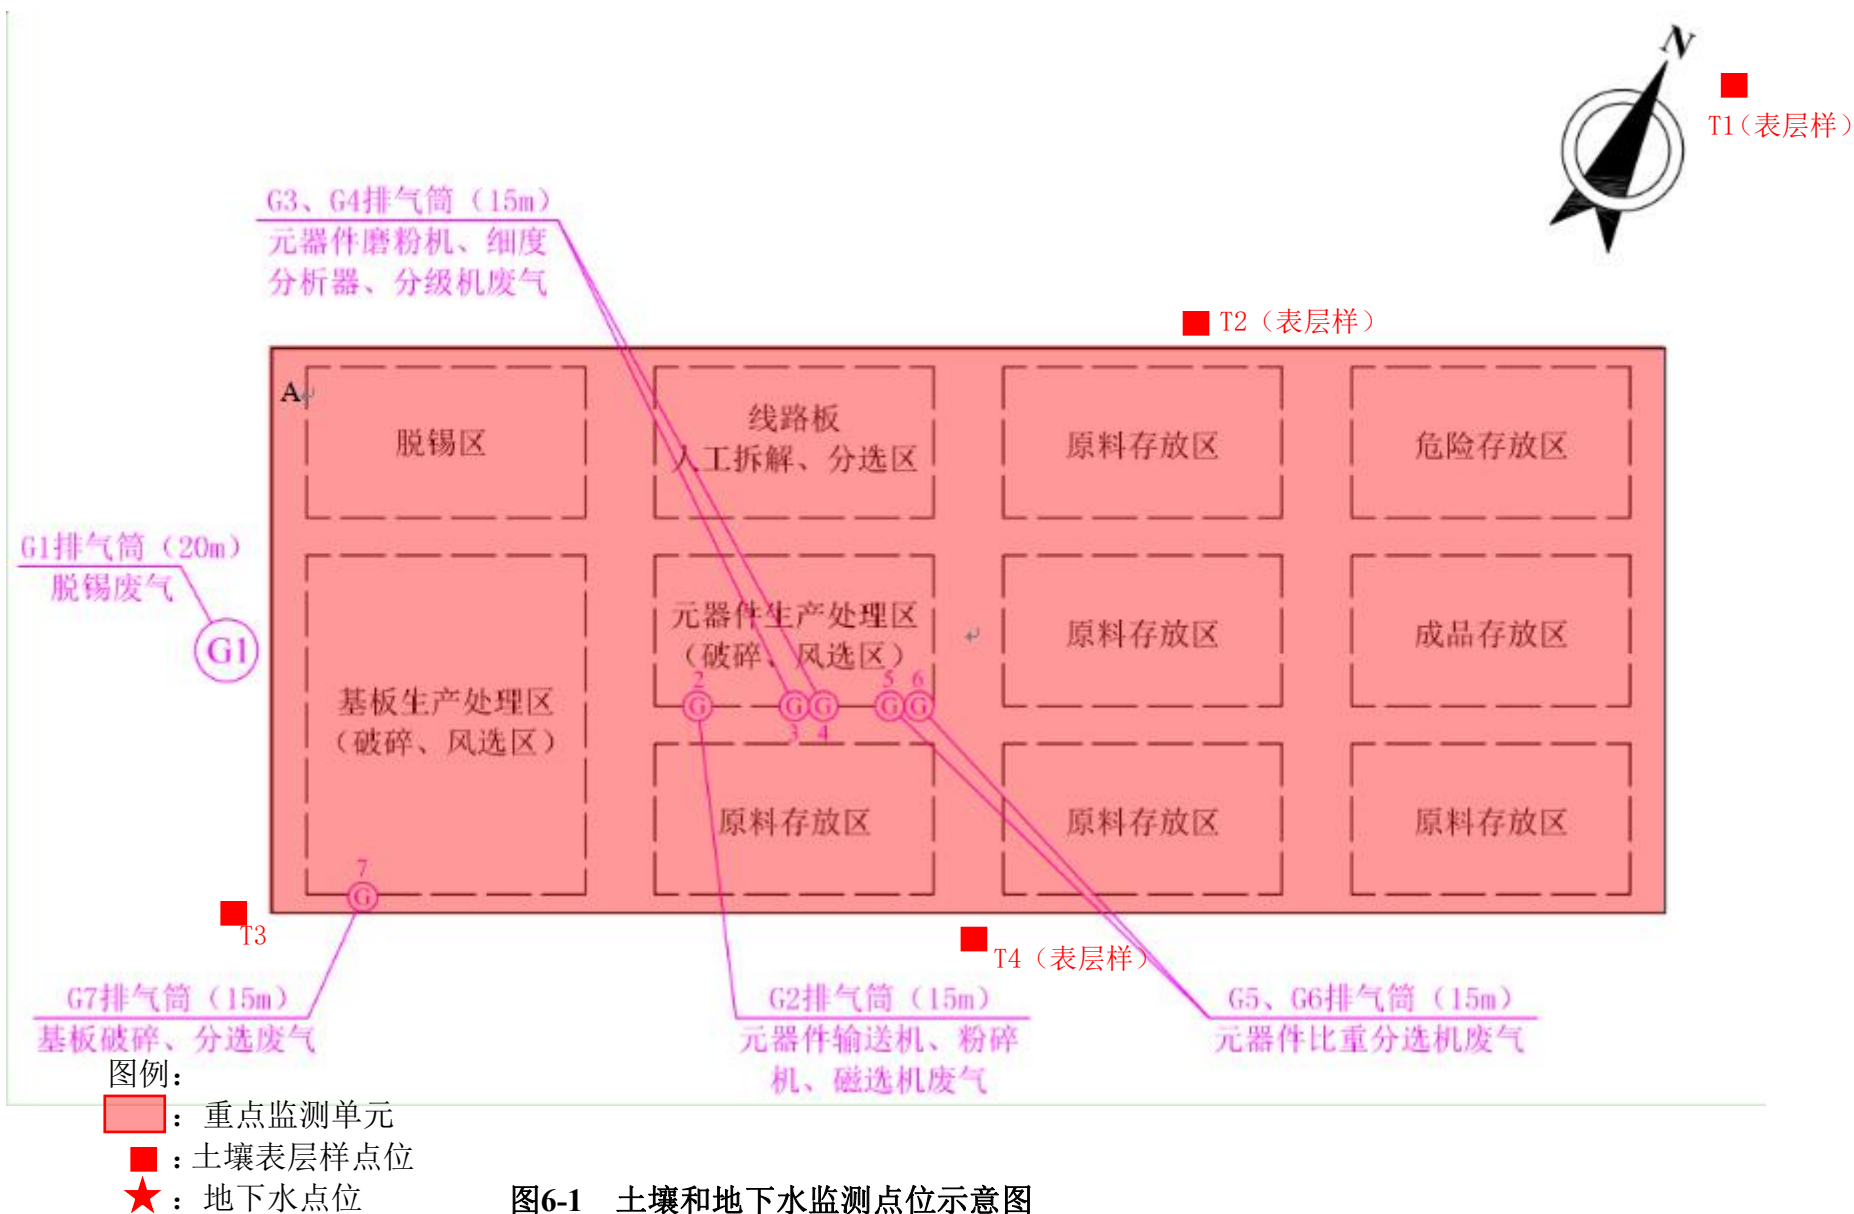 N
T1(表层样)
G3、G4排气筒（15m）
元器件磨粉机、细度
分析器、分级机废气
T2（表层样）
A
脱锡区
线路板
人工拆解、分选区
原料存放区
危险存放区
G1排气筒（20m）
脱锡废气
G1
元器件生产处理区
（破碎、风选区）
原料存放区
成品存放区
基板生产处理区
（破碎、风选区）
2
G
G
3
G
4
5
G
6
G
原料存放区
原料存放区
原料存放区
7
G
T3
T4（表层样）
G7排气筒（15m）
基板破碎、分选废气
G2排气筒（15m）
元器件输送机、粉碎
机、磁选机废气
G5、G6排气筒（15m）
元器件比重分选机废气
图例：
：重点监测单元
：土壤表层样点位
：地下水点位
图6-1 土壤和地下水监测点位示意图